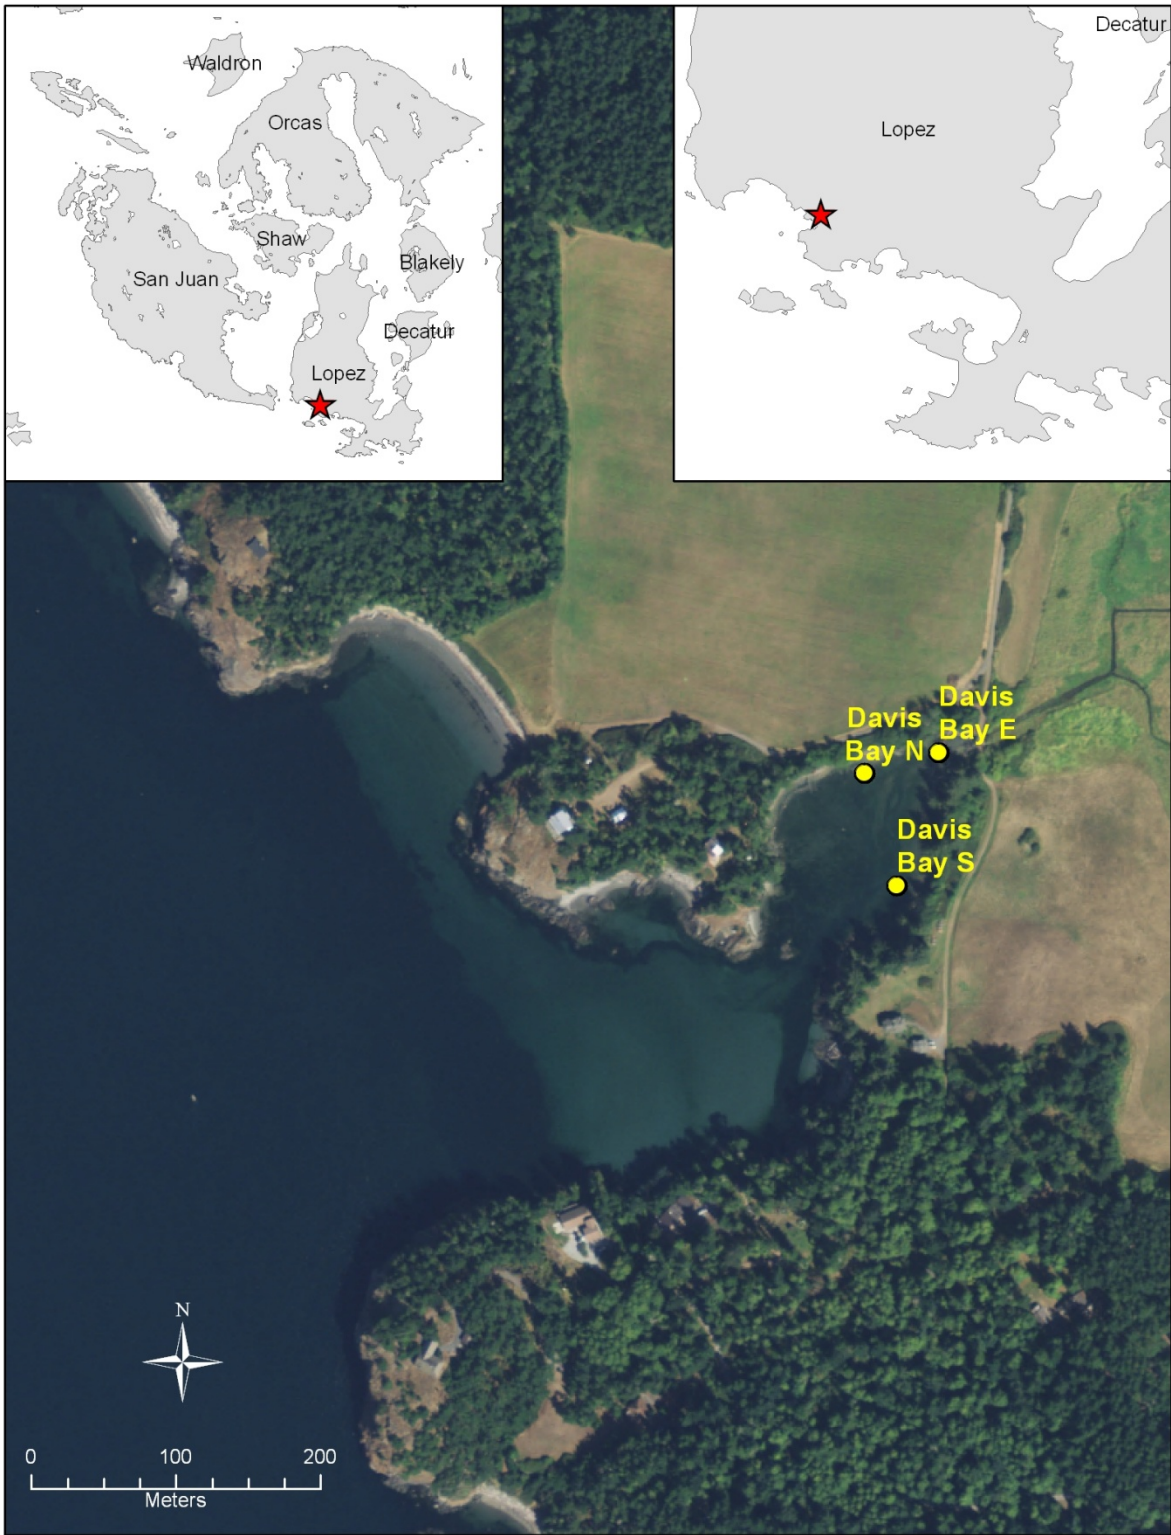 Waldron
Orcas
Shaw
San Juan
Blakely
Decatur
Lopez
Decatur
Lopez
Davis
Bay E
Davis
Bay N
Davis
Bay S
N
0 100 200
Meters